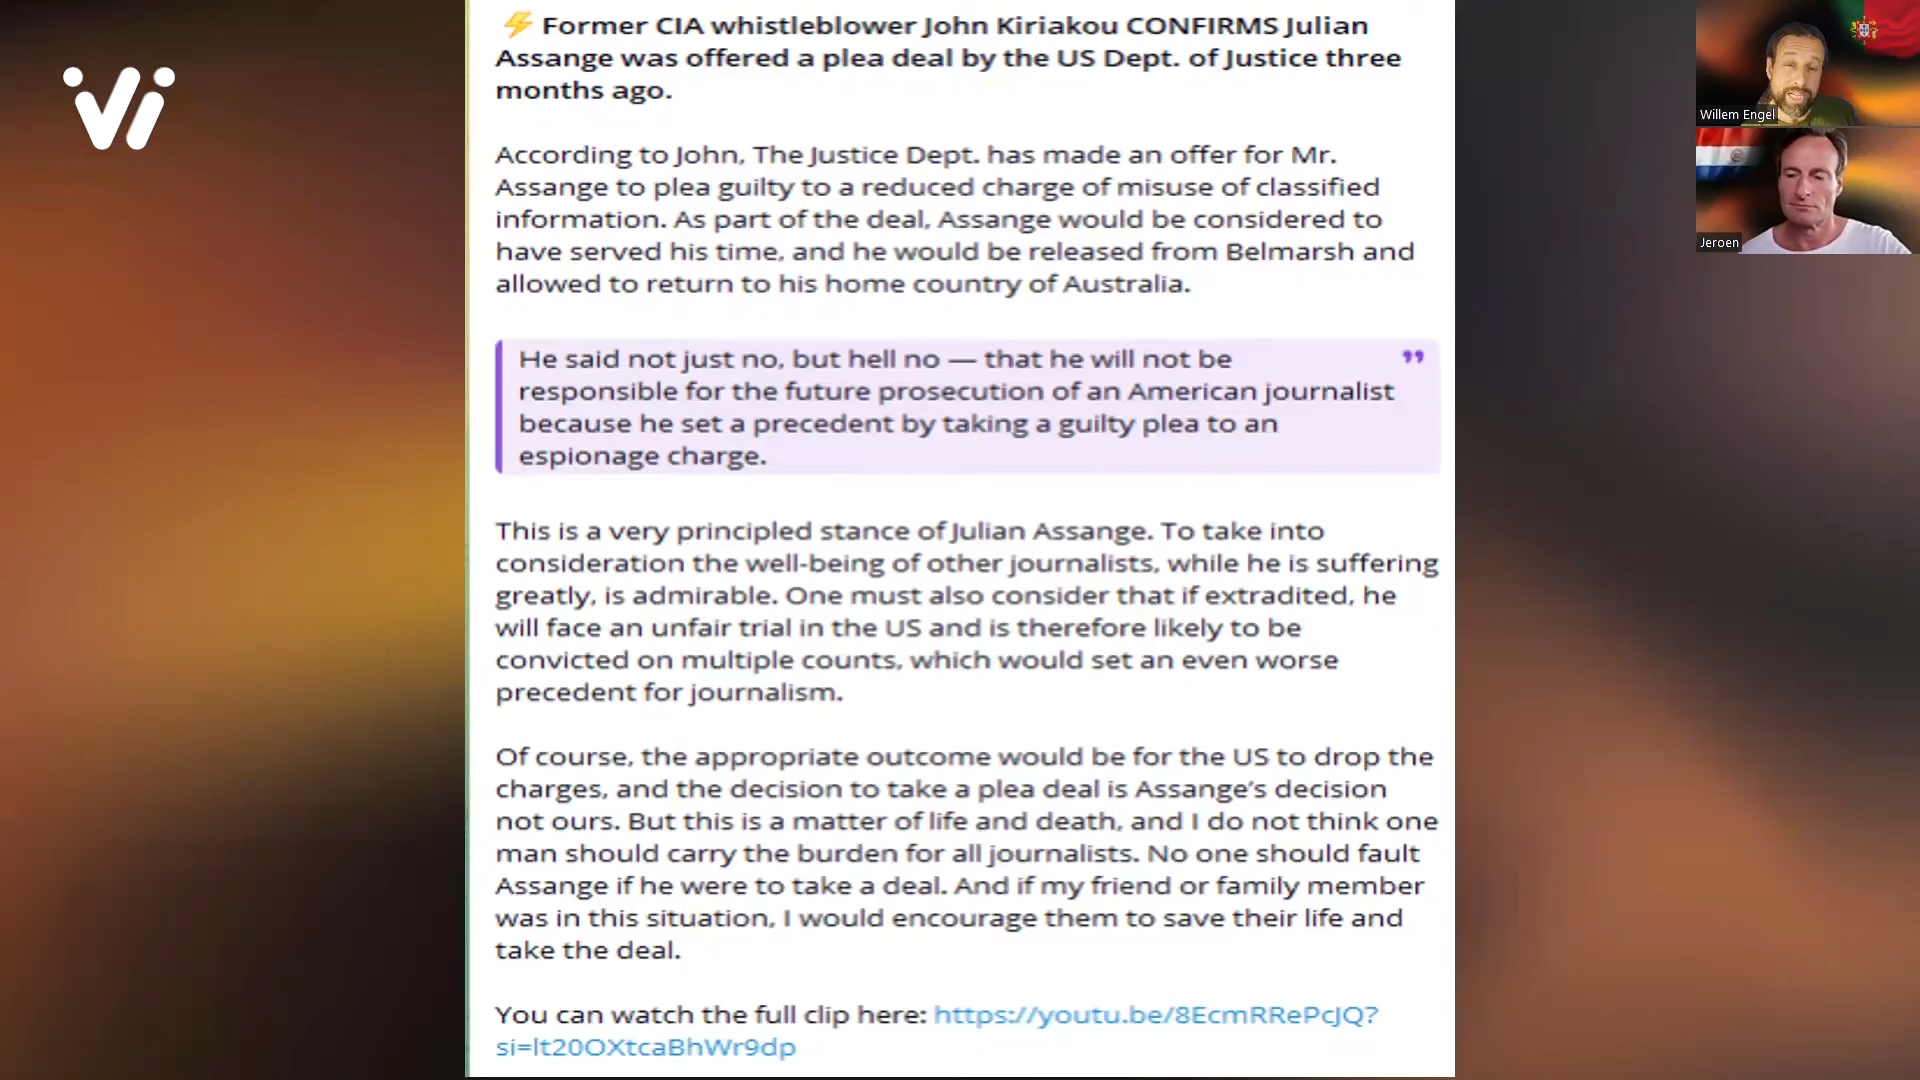 ⚡ Former CIA whistleblower John Kiriakou CONFIRMS Julian
Assange was offered a plea deal by the US Dept. of Justice three
months ago.
According to John, The Justice Dept. has made an offer for Mr.
Assange to plea guilty to a reduced charge of misuse of classified
information. As part of the deal, Assange would be considered to
have served his time, and he would be released from Belmarsh and
allowed to return to his home country of Australia.
He said not just no, but hell no — that he will not be
responsible for the future prosecution of an American journalist
because he set a precedent by taking a guilty plea to an
espionage charge.
This is a very principled stance of Julian Assange. To take into
consideration the well-being of other journalists, while he is suffering
greatly, is admirable. One must also consider that if extradited, he
will face an unfair trial in the US and is therefore likely to be
convicted on multiple counts, which would set an even worse
precedent for journalism.
Of course, the appropriate outcome would be for the US to drop the
charges, and the decision to take a plea deal is Assange's decision
not ours. But this is a matter of life and death, and I do not think one
man should carry the burden for all journalists. No one should fault
Assange if he were to take a deal. And if my friend or family member
was in this situation, I would encourage them to save their life and
take the deal.
You can watch the full clip here: https://youtu.be/8EcmRRePcJQ?
si=lt20OXtcaBhWr9dp
Willem Engel
Jeroen